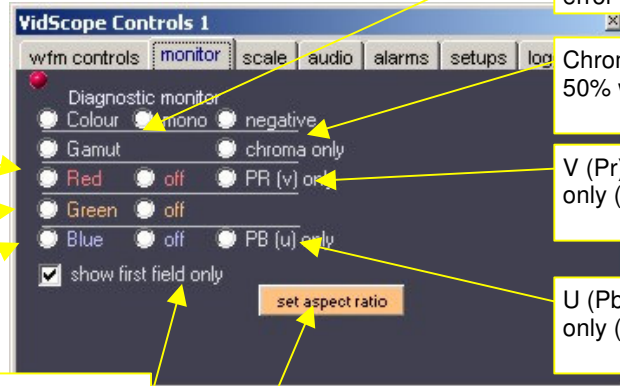 error
VidScope Controls 1
wfm controls monitor scale audio alarms setups log
Diagnostic monitor
Colour mono negative
Gamut chroma only
Red off PR (v) only
Green off
Blue off PB (u) only
show first field only
set aspect ratio
Chrom
50% 
V (Pr)
only (
U (Pb
only (